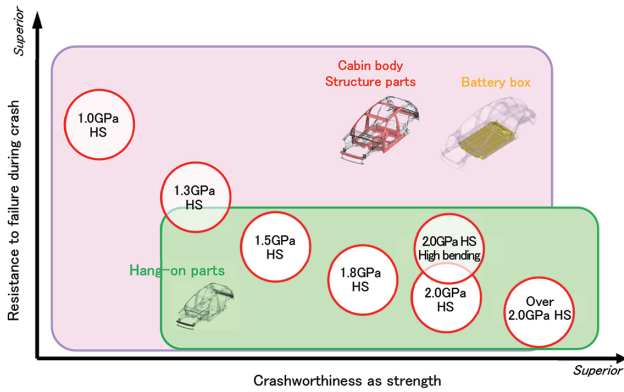 Superior
Resistance to failure during crash
Cabin body
Structure parts
Battery box
1.0GPa
HS
1.3GPa
HS
1.5GPa
HS
1.8GPa
HS
2.0GPa HS
High bending
2.0GPa
HS
Over
2.0GPa HS
Hang-on parts
Superior
Crashworthiness as strength